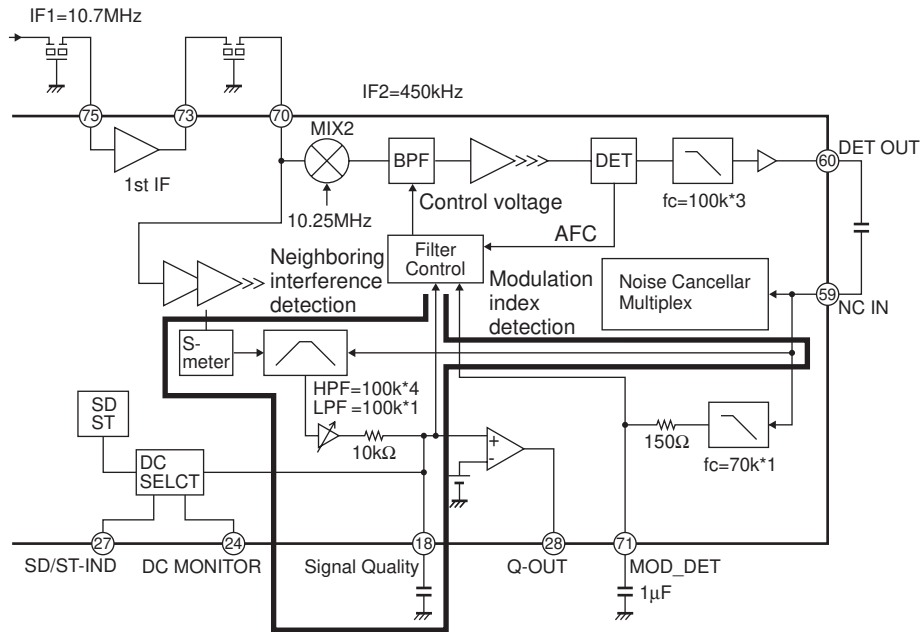 IF1=10.7MHz
IF2=450kHz
75
73
70
MIX2
1st IF
10.25MHz
BPF
DET
fc=100k*3
60
DET OUT
Control voltage
AFC
Filter
Control
Neighboring
interference
detection
Modulation
index
detection
Noise Cancellar
Multiplex
59
NC IN
S-
meter
HPF=100k*4
LPF =100k*1
10kΩ
+
-
150Ω
fc=70k*1
SD
ST
DC
SELCT
27
24
18
28
71
SD/ST-IND
DC MONITOR
Signal Quality
Q-OUT
MOD_DET
1µF